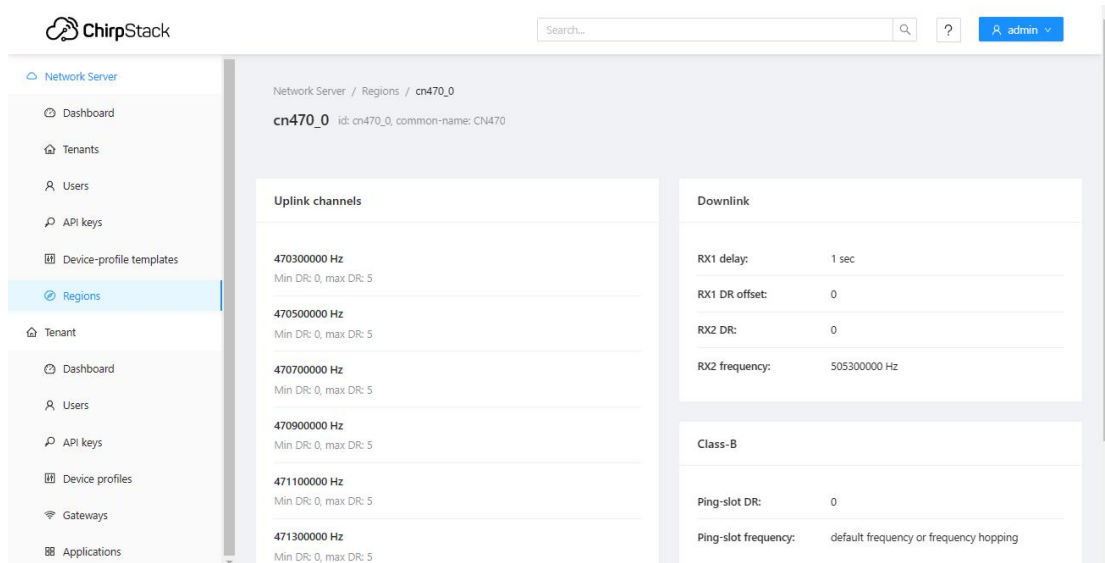 ChirpStack
Search...
?
admin
Network Server
Dashboard
Tenants
Users
API keys
Device-profile templates
Regions
Tenant
Dashboard
Users
API keys
Device profiles
Gateways
Applications
Network Server / Regions / cn470_0
cn470_0 id: cn470_0, common-name: CN470
Uplink channels
470300000 Hz
Min DR: 0, max DR: 5
470500000 Hz
Min DR: 0, max DR: 5
470700000 Hz
Min DR: 0, max DR: 5
470900000 Hz
Min DR: 0, max DR: 5
471100000 Hz
Min DR: 0, max DR: 5
471300000 Hz
Min DR: 0, max DR: 5
Downlink
RX1 delay: 1 sec
RX1 DR offset: 0
RX2 DR: 0
RX2 frequency: 505300000 Hz
Class-B
Ping-slot DR: 0
Ping-slot frequency: default frequency or frequency hopping